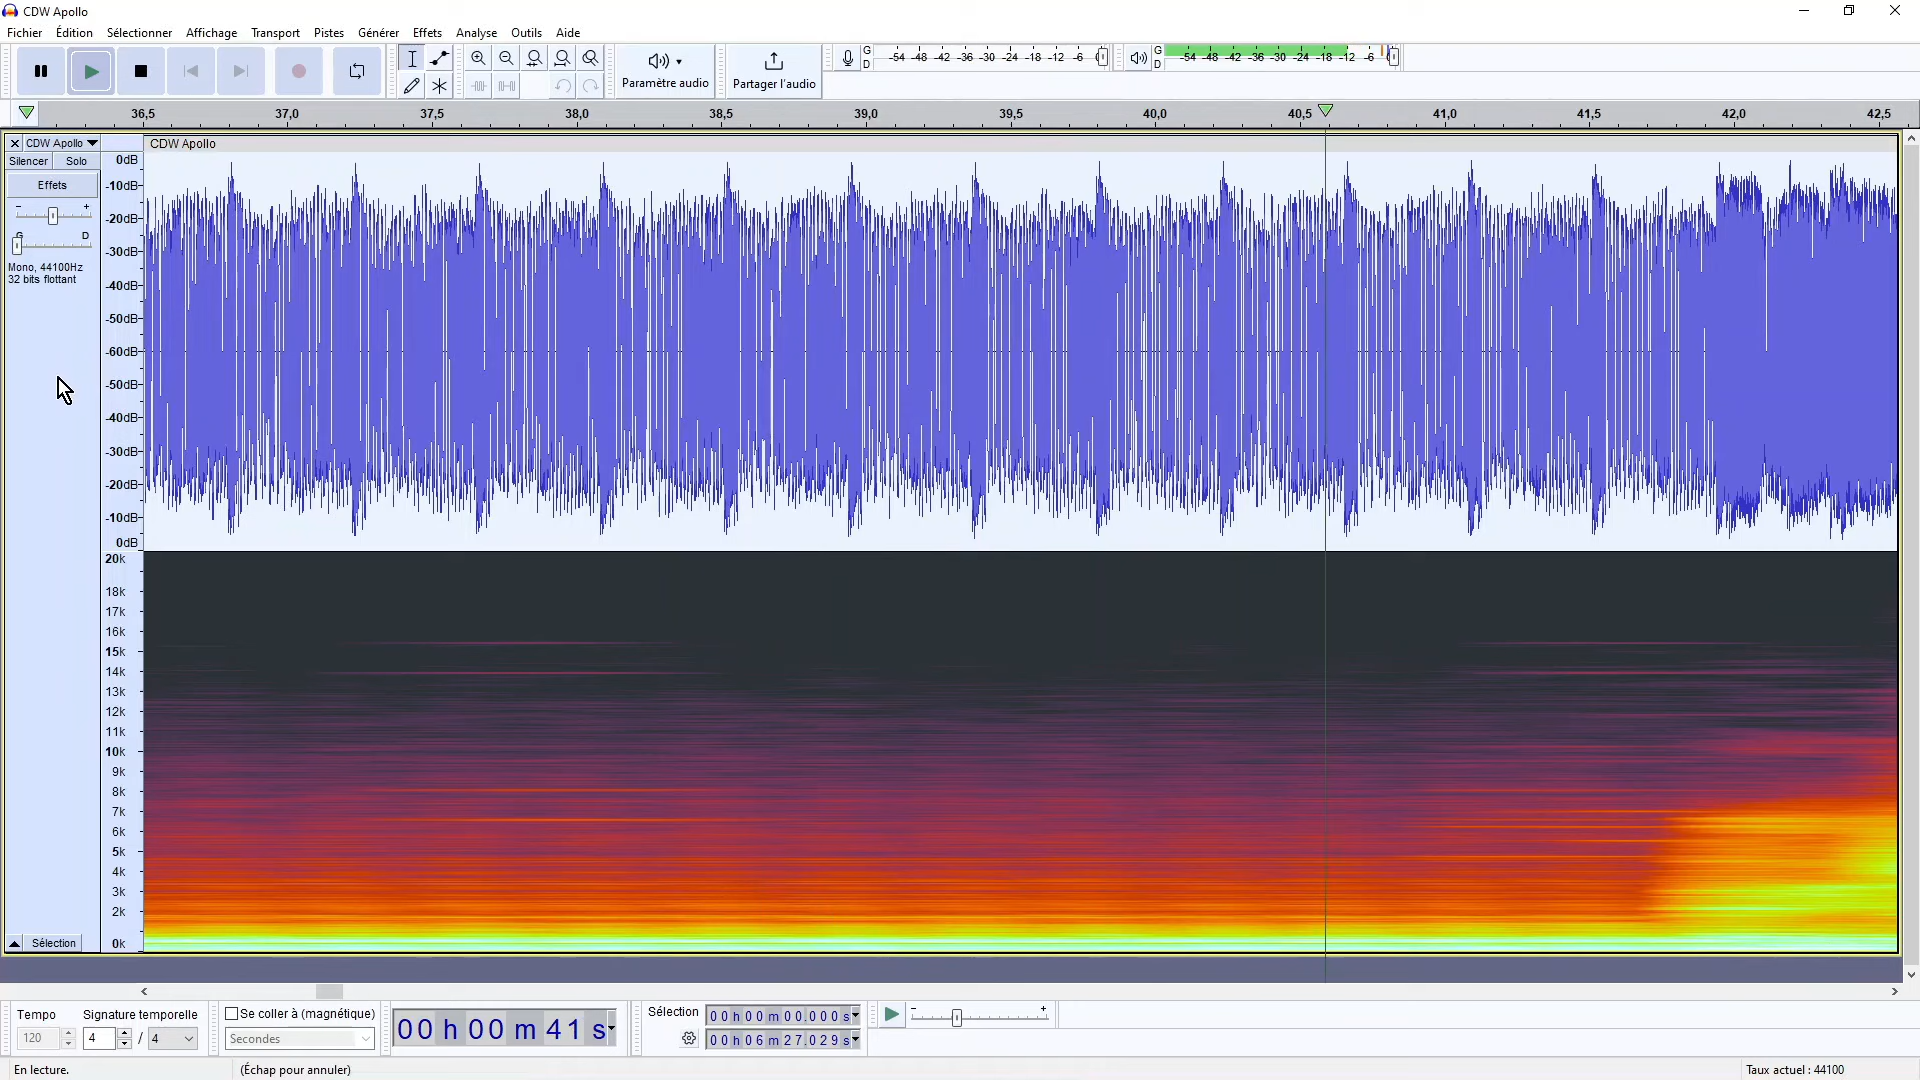 CDW Apollo
Fichier Édition Sélectionner Affichage Transport Pistes Générer Effets Analyse Outils Aide
Paramètre audio
Partager l'audio
G
D
-54 -48 -42 -36 -30 -24 -18 -12 -6 0
G
D
-54 -48 -42 -36 -30 -24 -18 -12 -6 0
36,5 37,0 37,5 38,0 38,5 39,0 39,5 40,0 40,5 41,0 41,5 42,0 42,5
CDW Apollo
CDW Apollo
Silencer Solo
Effets
- +
G D
Mono, 44100Hz
32 bits flottant
0dB
-10dB
-20dB
-30dB
-40dB
-50dB
-60dB
-50dB
-40dB
-30dB
-20dB
-10dB
0dB
20k
18k
17k
16k
15k
14k
13k
12k
11k
10k
9k
8k
7k
6k
5k
4k
3k
2k
0k
Sélection
Tempo
120
Signature temporelle
4 / 4
Se coller à (magnétique)
Secondes
00 h 00 m 41 s
Sélection
00 h 00 m 00.000 s
00 h 06 m 27.029 s
- +
En lecture.
(Échap pour annuler)
Taux actuel : 44100